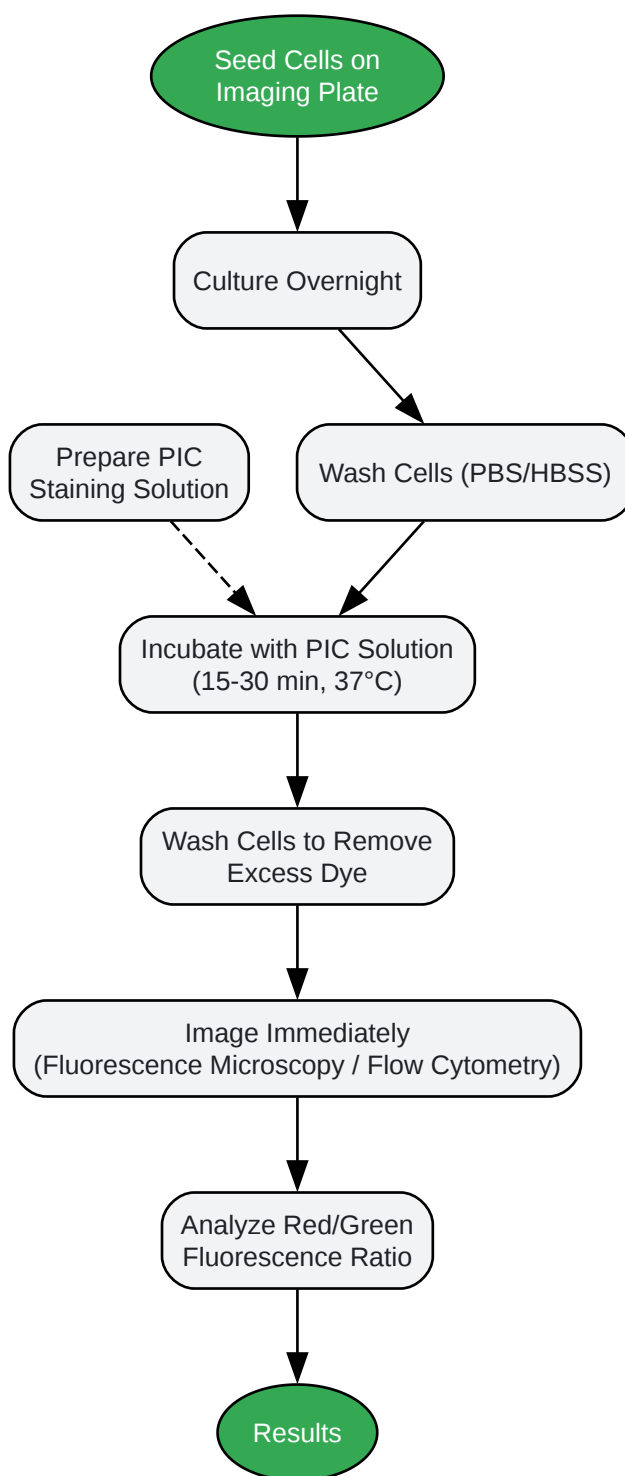 Seed Cells on
Imaging Plate
Culture Overnight
Prepare PIC
Staining Solution
Wash Cells (PBS/HBSS)
Incubate with PIC Solution
(15-30 min, 37°C)
Wash Cells to Remove
Excess Dye
Image Immediately
(Fluorescence Microscopy / Flow Cytometry)
Analyze Red/Green
Fluorescence Ratio
Results